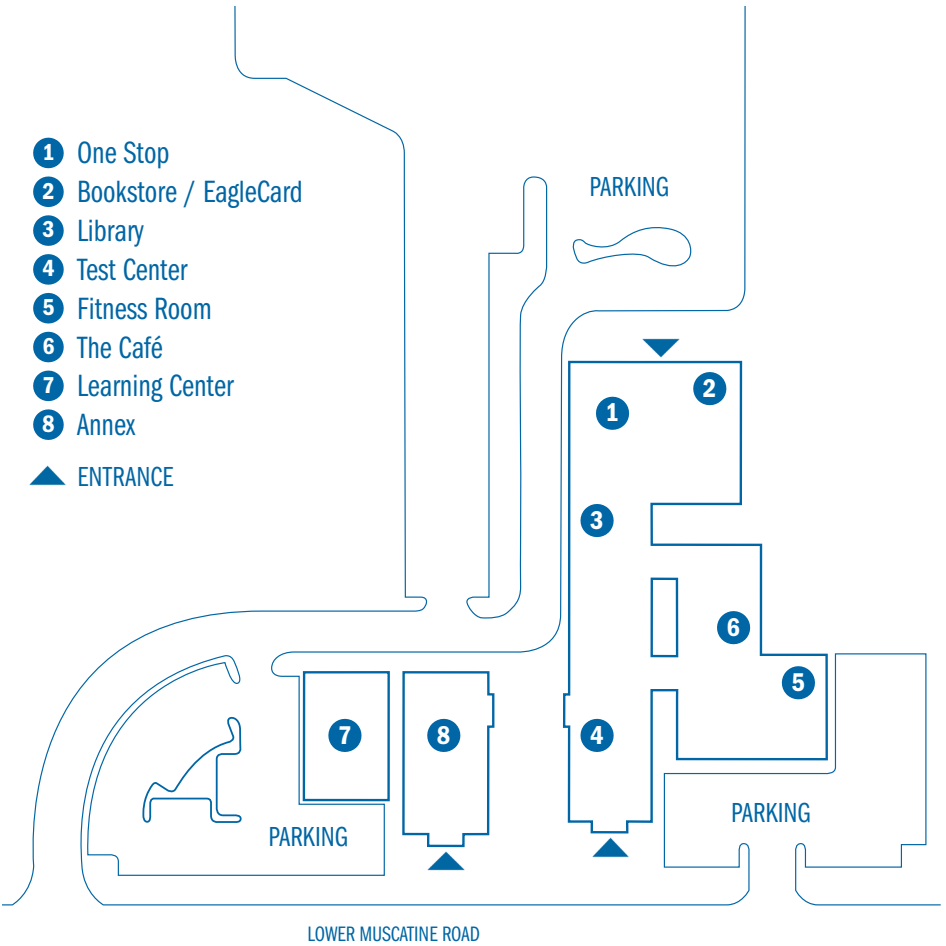 1 One Stop
2 Bookstore / EagleCard
3 Library
4 Test Center
5 Fitness Room
6 The Café
7 Learning Center
8 Annex
ENTRANCE
PARKING
2
1
3
6
5
7
8
4
PARKING
PARKING
LOWER MUSCATINE ROAD